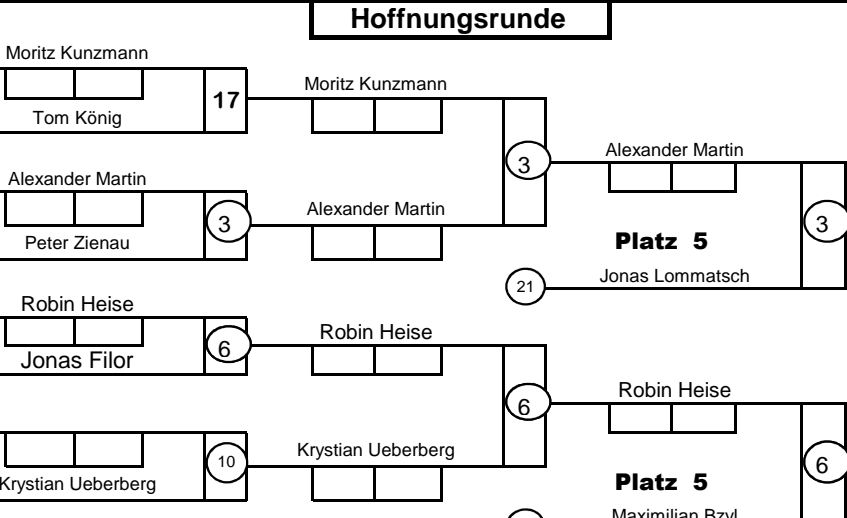 Hoffnungsrunde
Moritz Kunzmann
17
Tom König
Moritz Kunzmann
3
Alexander Martin
Alexander Martin
3
Peter Zienau
Alexander Martin
3
Platz 5
21
Jonas Lommatsch
Robin Heise
6
Jonas Filor
Robin Heise
6
Robin Heise
10
Krystian Ueberberg
Krystian Ueberberg
6
Platz 5
Maximilian Bzyl